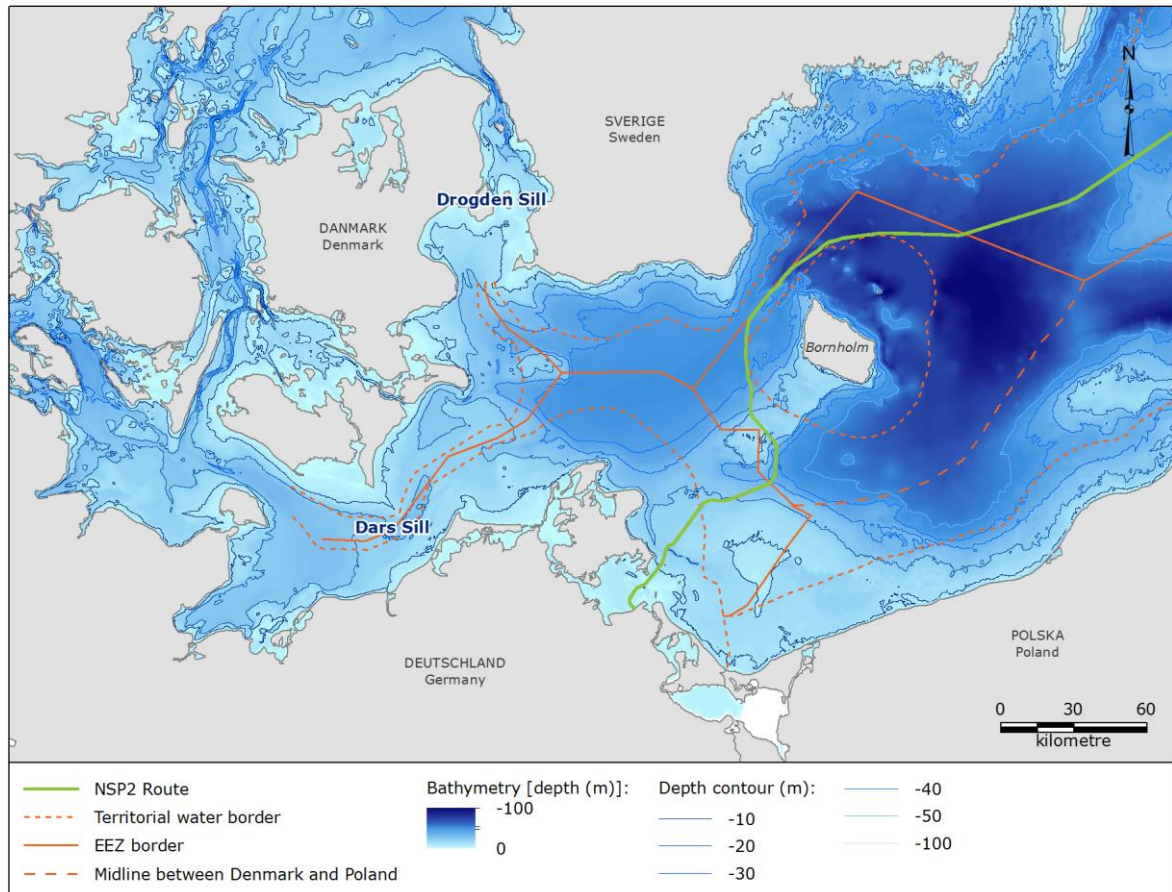 N
SVERIGE
Sweden
Drogden Sill
DANMARK
Denmark
Bornholm
Dars Sill
POLSKA
Poland
DEUTSCHLAND
Germany
0 30 60
kilometre
NSP2 Route
Territorial water border
EEZ border
Midline between Denmark and Poland
Bathymetry [depth (m)]:
-100
0
Depth contour (m):
-10
-20
-30
-40
-50
-100